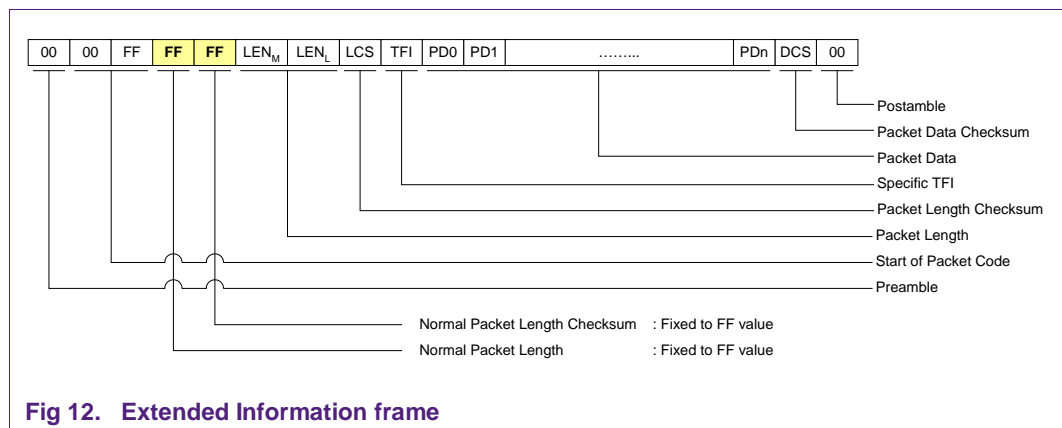 00 00 FF FF FF LENM LENL LCS TFI PD0 PD1 ……... PDn DCS 00
Postamble
Packet Data Checksum
Packet Data
Specific TFI
Packet Length Checksum
Packet Length
Start of Packet Code
Preamble
Normal Packet Length Checksum : Fixed to FF value
Normal Packet Length : Fixed to FF value
Fig 12. Extended Information frame